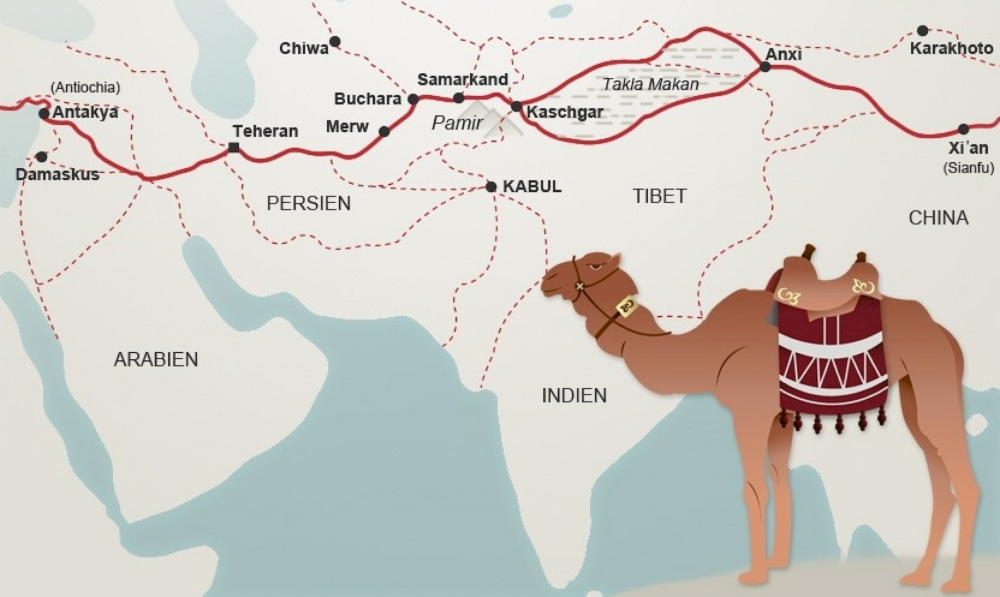 Chiwa
Karakhoto
Anxi
Samarkand
(Antiochia)
Takla Makan
Buchara
Antakya
Kaschgar
Pamir
Merw
Teheran
Xi'an
(Sianfu)
Damaskus
KABUL
PERSIEN
TIBET
CHINA
ARABIEN
INDIEN